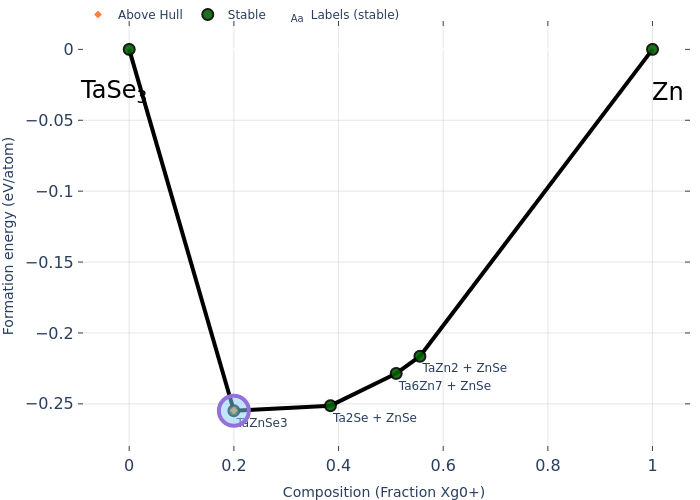 Above Hull Stable Aa Labels (stable)
0
−0.05
−0.1
−0.15
−0.2
−0.25
Formation energy (eV/atom)
TaSe3
Zn
TaZn2 + ZnSe
Ta6Zn7 + ZnSe
Ta2Se + ZnSe
TaZnSe3
0 0.2 0.4 0.6 0.8 1
Composition (Fraction Xg0+)